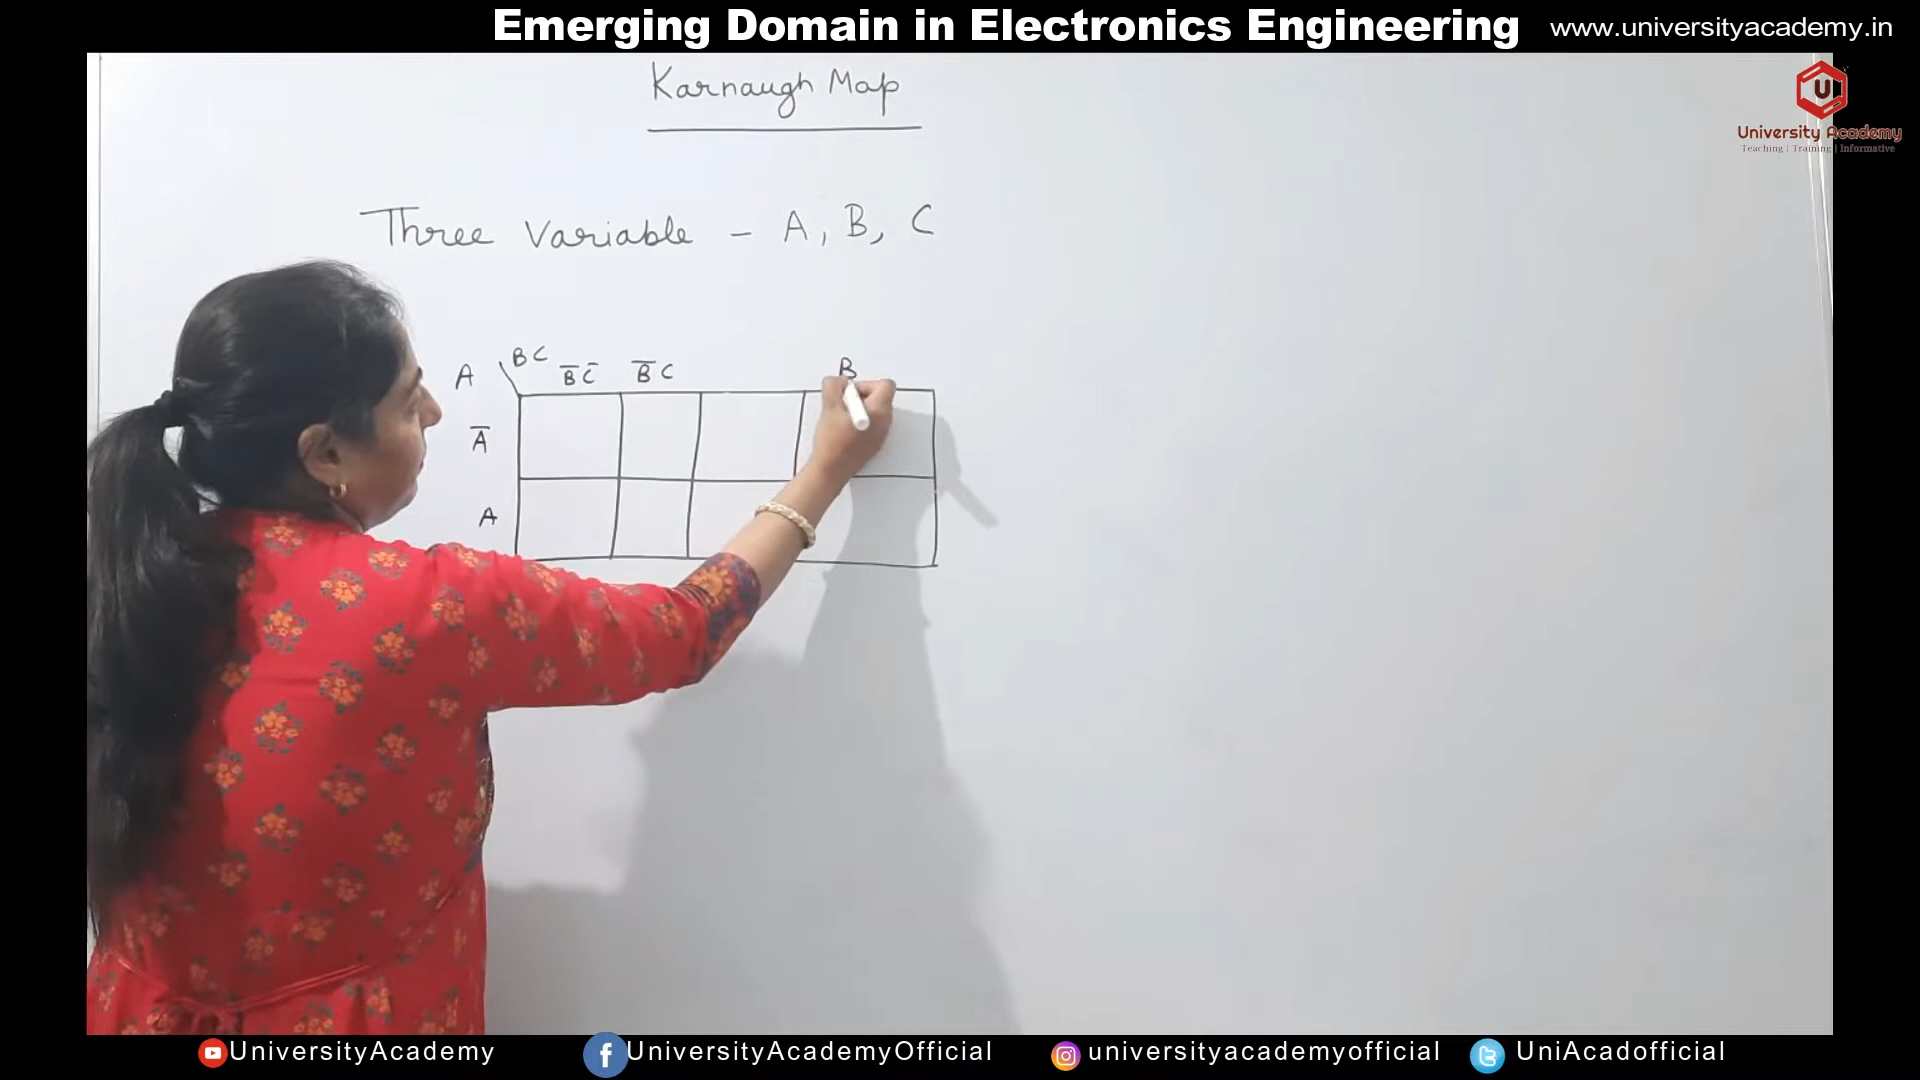 Emerging Domain in Electronics Engineering
www.universityacademy.in
U
University Academy
Teaching | Training | Informative
Karnaugh Map
Three Variable - A, B, C
A
BC
B̅ C̅
B̅ C
B
A̅
A
UniversityAcademy
UniversityAcademyOfficial
universityacademyofficial
UniAcadofficial